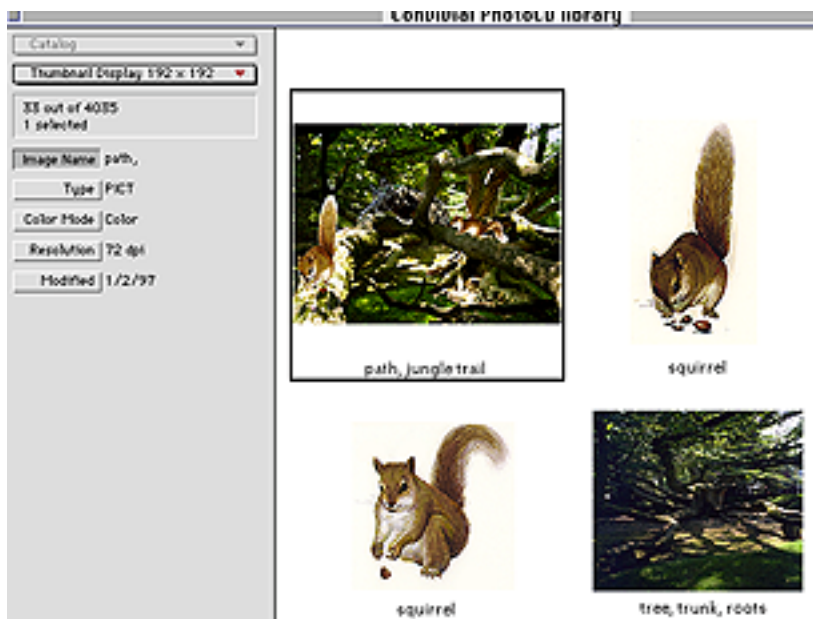 Convivial PhotoCD library
Catalog
Thumbnail Display 192 × 192
33 out of 4035
1 selected
Image Name path,
Type PICT
Color Mode Color
Resolution 72 dpi
Modified 1/2/97
path, jungle trail
squirrel
squirrel
tree, trunk, roots